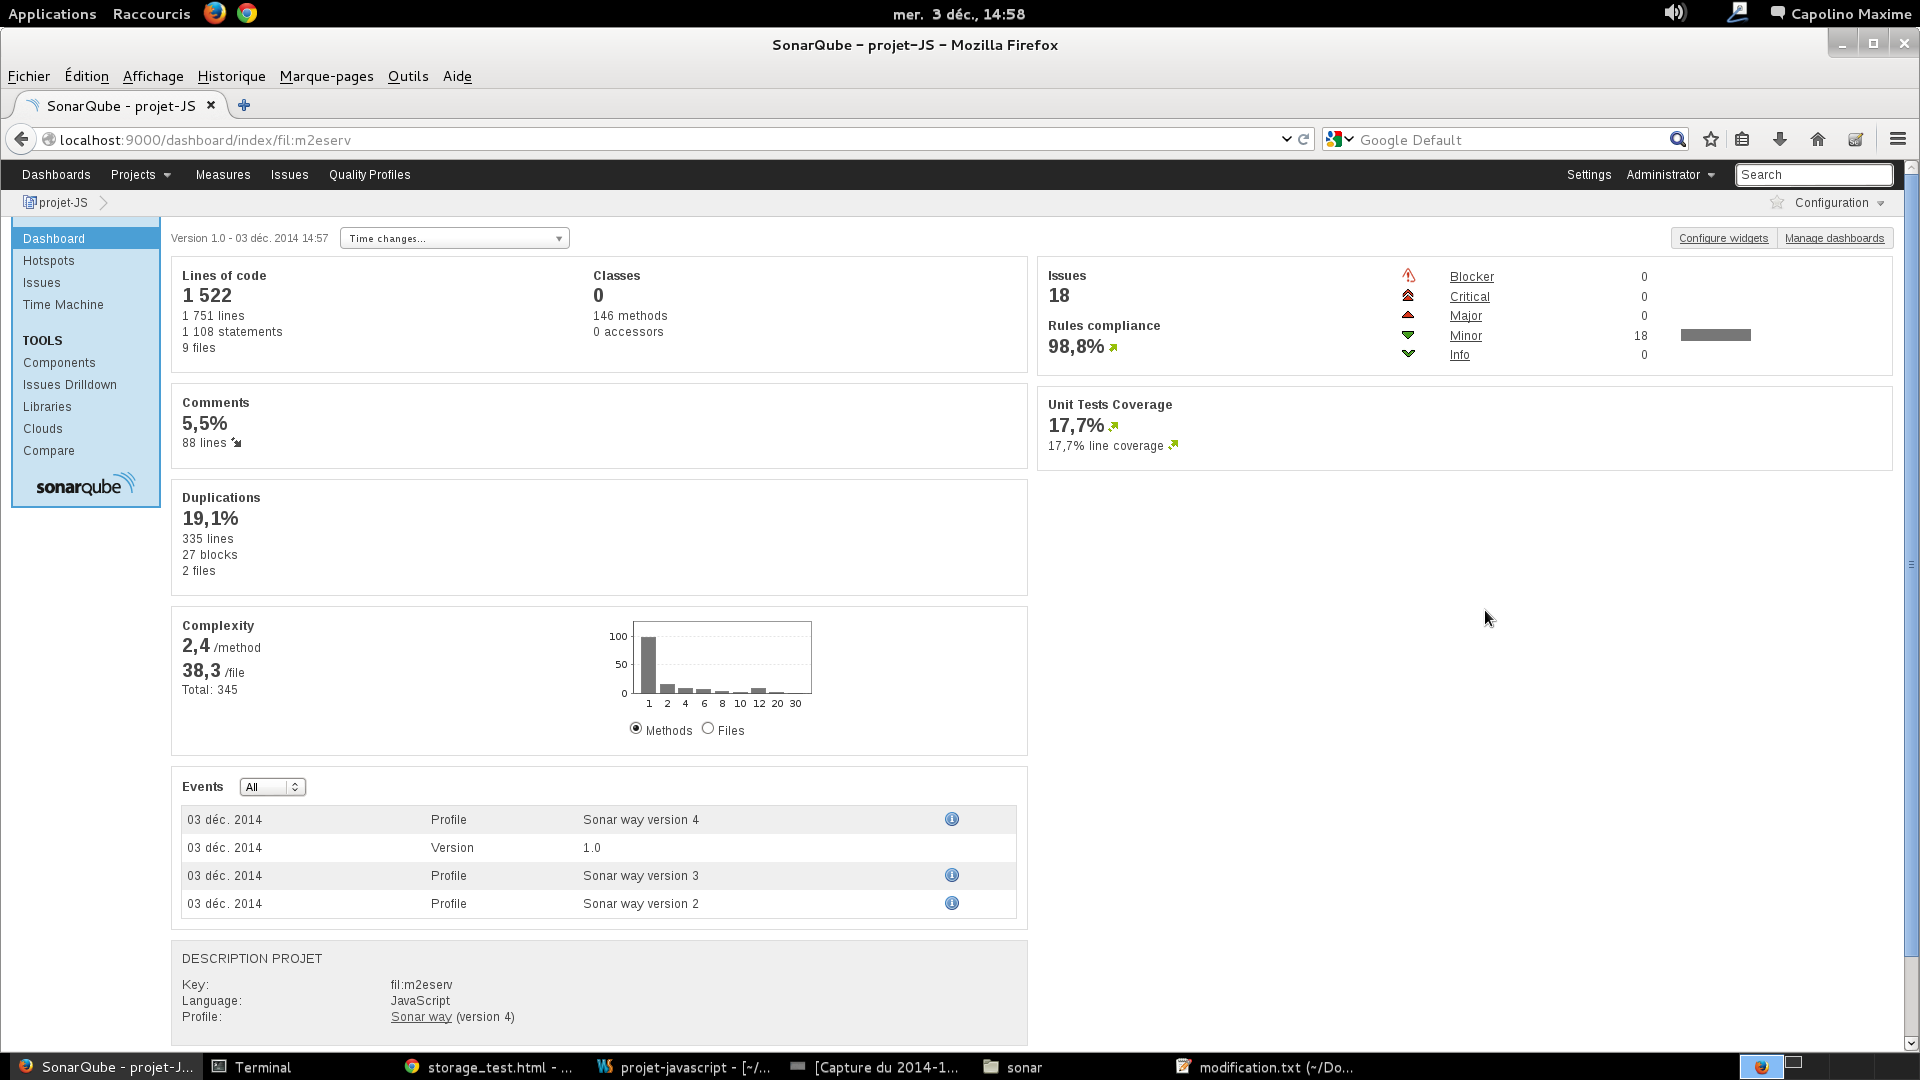 Applications Raccourcis mer. 3 déc., 14:58 Capolino Maxime
SonarQube - projet-JS - Mozilla Firefox
Fichier Édition Affichage Historique Marque-pages Outils Aide
SonarQube - projet-JS
localhost:9000/dashboard/index/fil:m2eserv Google Default
Dashboards Projects Measures Issues Quality Profiles Settings Administrator Search
projet-JS Configuration
Dashboard
Hotspots
Issues
Time Machine
TOOLS
Components
Issues Drilldown
Libraries
Clouds
Compare
sonarqube
Version 1.0 - 03 déc. 2014 14:57 Time changes... Configure widgets Manage dashboards
Lines of code
1 522
1 751 lines
1 108 statements
9 files
Classes
0
146 methods
0 accessors
Comments
5,5%
88 lines
Duplications
19,1%
335 lines
27 blocks
2 files
Complexity
2,4 /method
38,3 /file
Total: 345
100
50
0
1 2 4 6 8 10 12 20 30
Methods Files
Events All
03 déc. 2014 Profile Sonar way version 4
03 déc. 2014 Version 1.0
03 déc. 2014 Profile Sonar way version 3
03 déc. 2014 Profile Sonar way version 2
DESCRIPTION PROJET
Key: fil:m2eserv
Language: JavaScript
Profile: Sonar way (version 4)
Issues
18
Rules compliance
98,8%
Blocker 0
Critical 0
Major 0
Minor 18
Info 0
Unit Tests Coverage
17,7%
17,7% line coverage
SonarQube - projet-J... Terminal storage_test.html - ... projet-javascript - [~/... [Capture du 2014-1... sonar modification.txt (~/Do...